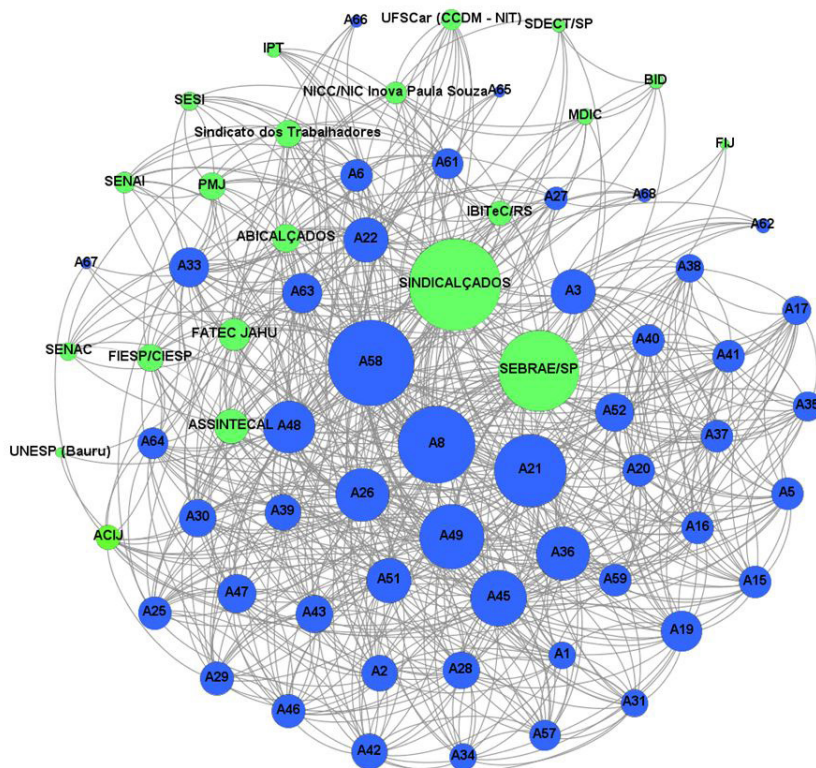 A66
UFSCar (CCDM - NIT)
SDECT/SP
IPT
BID
NICC/NIC Inova Paula Souza
A65
SESI
MDIC
Sindicato dos Trabalhadores
FIJ
A61
A6
SENAI
PMJ
A27
A68
IBITeC/RS
A62
ABICALÇADOS
A22
A67
A33
A38
SINDICALÇADOS
A63
A3
A17
FATEC JAHU
A40
SENAC
FIESP/CIESP
A41
A58
SEBRAE/SP
A35
A52
ASSINTECAL
A48
A37
A64
A8
UNESP (Bauru)
A21
A20
A26
A5
A39
A30
A16
ACIJ
A49
A36
A51
A59
A15
A47
A45
A25
A43
A19
A1
A2
A28
A29
A31
A46
A57
A42
A34